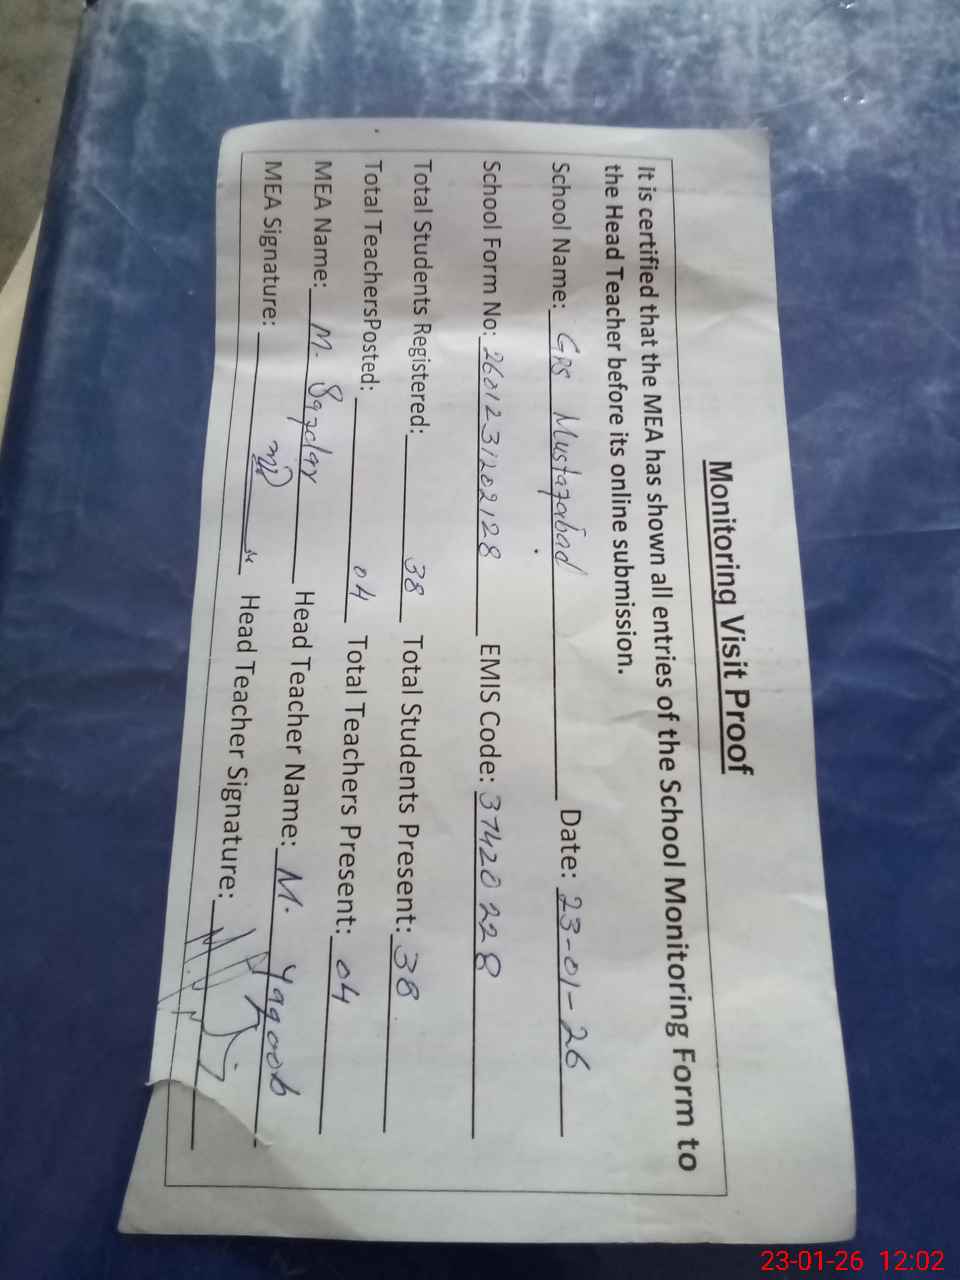 Monitoring Visit Proof
It is certified that the MEA has shown all entries of the School Monitoring Form to
the Head Teacher before its online submission.
School Name: GPS Mustafabad Date: 23-01-26
School Form No: 2601231202128 EMIS Code: 37420228
Total Students Registered: 38 Total Students Present: 38
Total TeachersPosted: 04 Total Teachers Present: 04
MEA Name: M. Head Teacher Name: M. Yaqoob
MEA Signature: Head Teacher Signature:
23-01-26 12:02